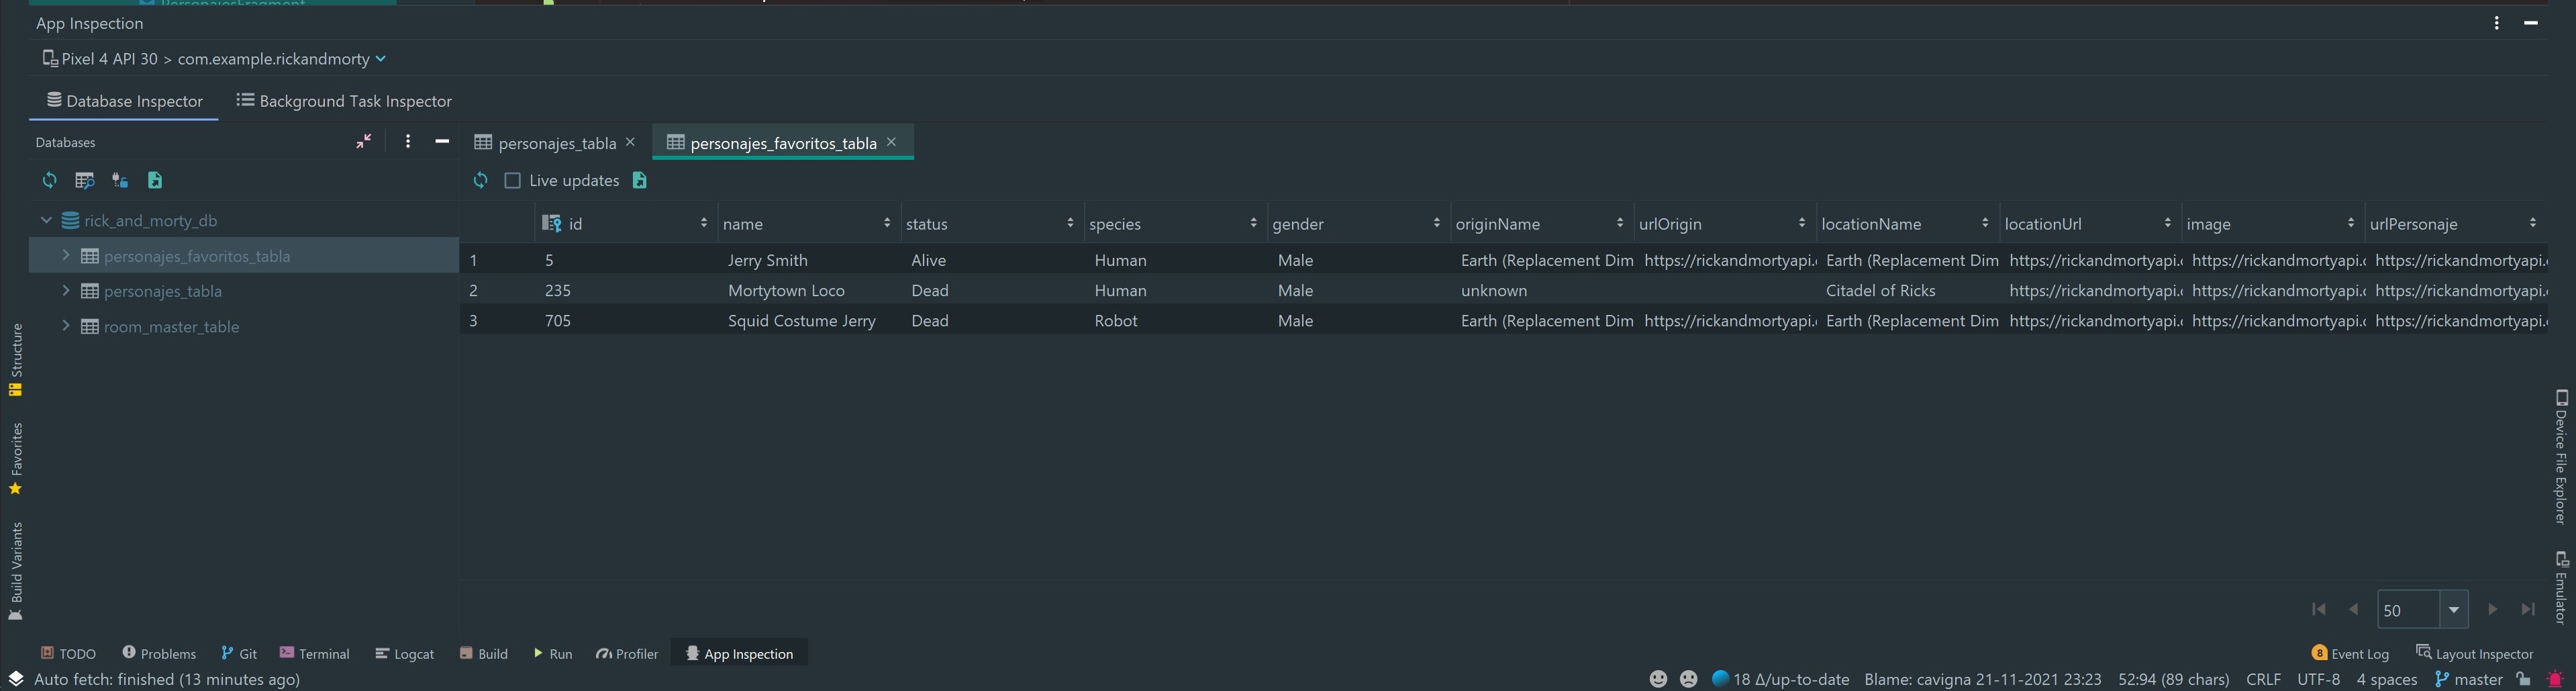 PersonajesFragment
App Inspection
Pixel 4 API 30 > com.example.rickandmorty
Database Inspector Background Task Inspector
Databases
personajes_tabla personajes_favoritos_tabla
Live updates
rick_and_morty_db
personajes_favoritos_tabla
personajes_tabla
room_master_table
id name status species gender originName urlOrigin locationName locationUrl image urlPersonaje
1 5 Jerry Smith Alive Human Male Earth (Replacement Dim https://rickandmortyapi.c Earth (Replacement Dim https://rickandmortyapi.c https://rickandmortyapi.c https://rickandmortyapi.c
2 235 Mortytown Loco Dead Human Male unknown Citadel of Ricks https://rickandmortyapi.c https://rickandmortyapi.c https://rickandmortyapi.c
3 705 Squid Costume Jerry Dead Robot Male Earth (Replacement Dim https://rickandmortyapi.c Earth (Replacement Dim https://rickandmortyapi.c https://rickandmortyapi.c https://rickandmortyapi.c
Structure
Favorites
Build Variants
Device File Explorer
Emulator
50
TODO Problems Git Terminal Logcat Build Run Profiler App Inspection 8 Event Log Layout Inspector
Auto fetch: finished (13 minutes ago) 18 Δ/up-to-date Blame: cavigna 21-11-2021 23:23 52:94 (89 chars) CRLF UTF-8 4 spaces master